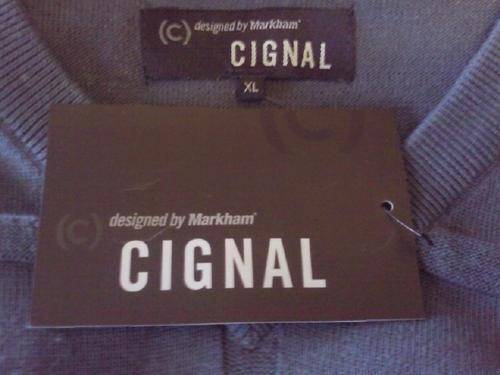 (C) designed by Markham®
CIGNAL
XL
(C)
(C) designed by Markham®
CIGNAL